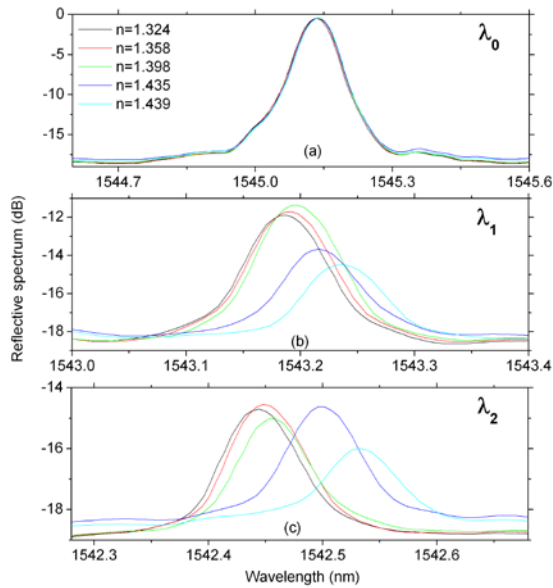 0
-5
-10
-15
n=1.324
n=1.358
n=1.398
n=1.435
n=1.439
λ0
(a)
1544.7 1545.0 1545.3 1545.6
Reflective spectrum (dB)
-12
-14
-16
-18
λ1
(b)
1543.0 1543.1 1543.2 1543.3 1543.4
-14
-16
-18
λ2
(c)
1542.3 1542.4 1542.5 1542.6
Wavelength (nm)